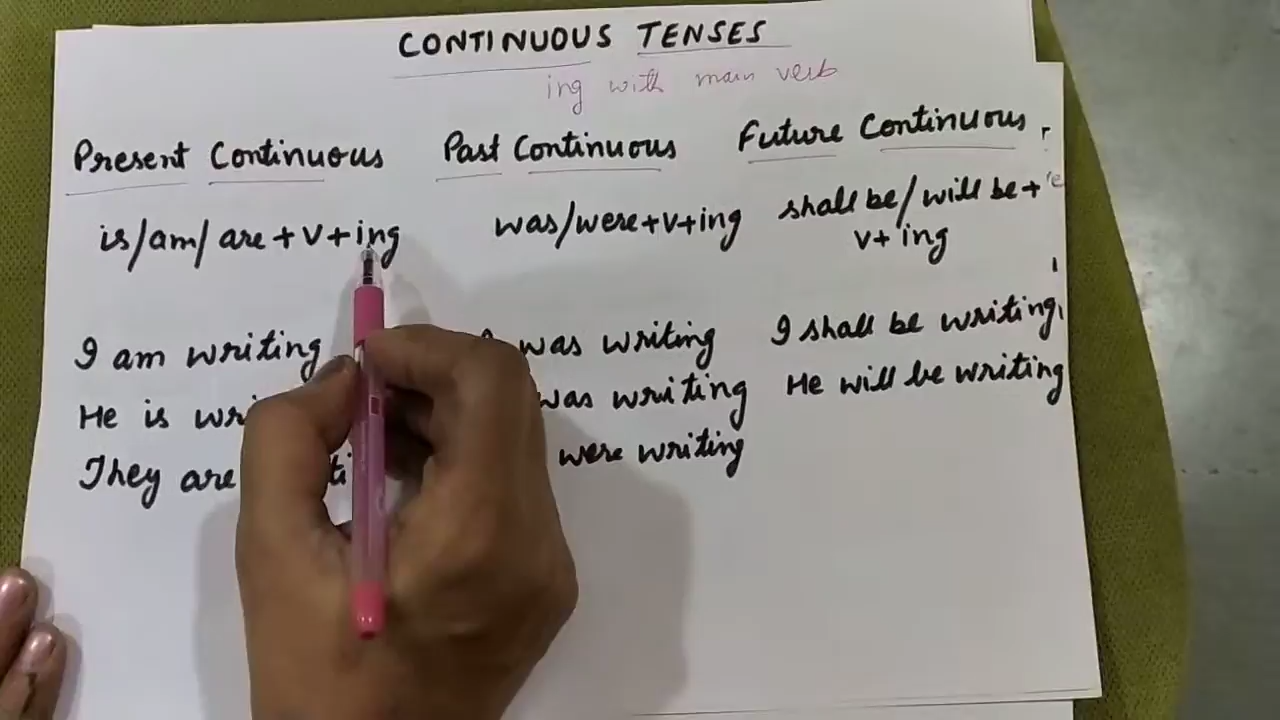 CONTINUOUS TENSES
ing with main verb
Present Continuous
is/am/are+v+ing
I am writing
He is
They are
Past Continuous
was/were+v+ing
was writing
was writing
were writing
Future Continuous
shall be/will be+
v+ing
I shall be writing
He will be writing